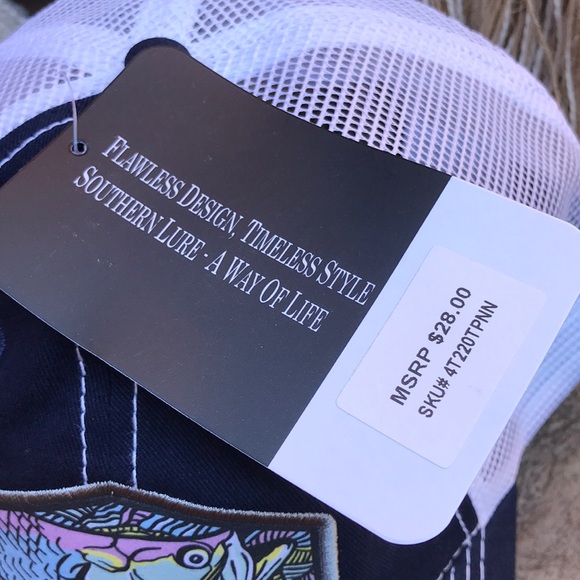 FLAWLESS DESIGN, TIMELESS STYLE
SOUTHERN LURE - A WAY OF LIFE
MSRP $28.00
SKU# 4T220TPNN